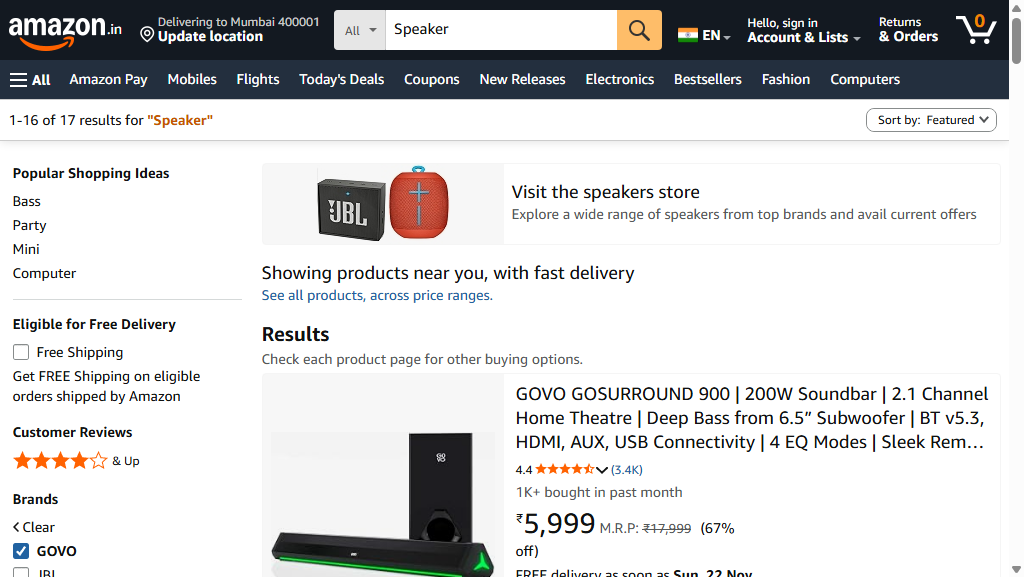 amazon.in
Delivering to Mumbai 400001
Update location
All
Speaker
EN
Hello, sign in
Account & Lists
Returns
& Orders
0
All
Amazon Pay
Mobiles
Flights
Today's Deals
Coupons
New Releases
Electronics
Bestsellers
Fashion
Computers
1-16 of 17 results for "Speaker"
Sort by: Featured
Popular Shopping Ideas
Bass
Party
Mini
Computer
Eligible for Free Delivery
Free Shipping
Get FREE Shipping on eligible
orders shipped by Amazon
Customer Reviews
& Up
Brands
Clear
GOVO
JBL
JBL
Visit the speakers store
Explore a wide range of speakers from top brands and avail current offers
Showing products near you, with fast delivery
See all products, across price ranges.
Results
Check each product page for other buying options.
GOVO GOSURROUND 900 | 200W Soundbar | 2.1 Channel
Home Theatre | Deep Bass from 6.5” Subwoofer | BT v5.3,
HDMI, AUX, USB Connectivity | 4 EQ Modes | Sleek Rem…
4.4 (3.4K)
1K+ bought in past month
₹5,999 M.R.P: ₹17,999 (67%
off)
FREE delivery as soon as Sun, 22 Nov